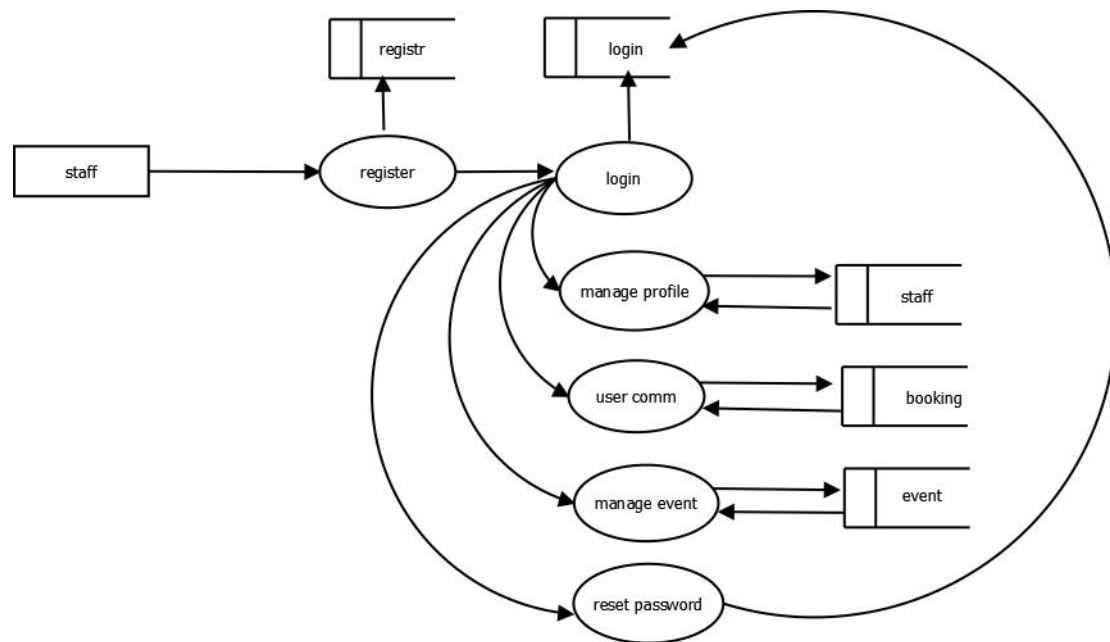 registr
login
staff
register
login
manage profile
staff
user comm
booking
manage event
event
reset password